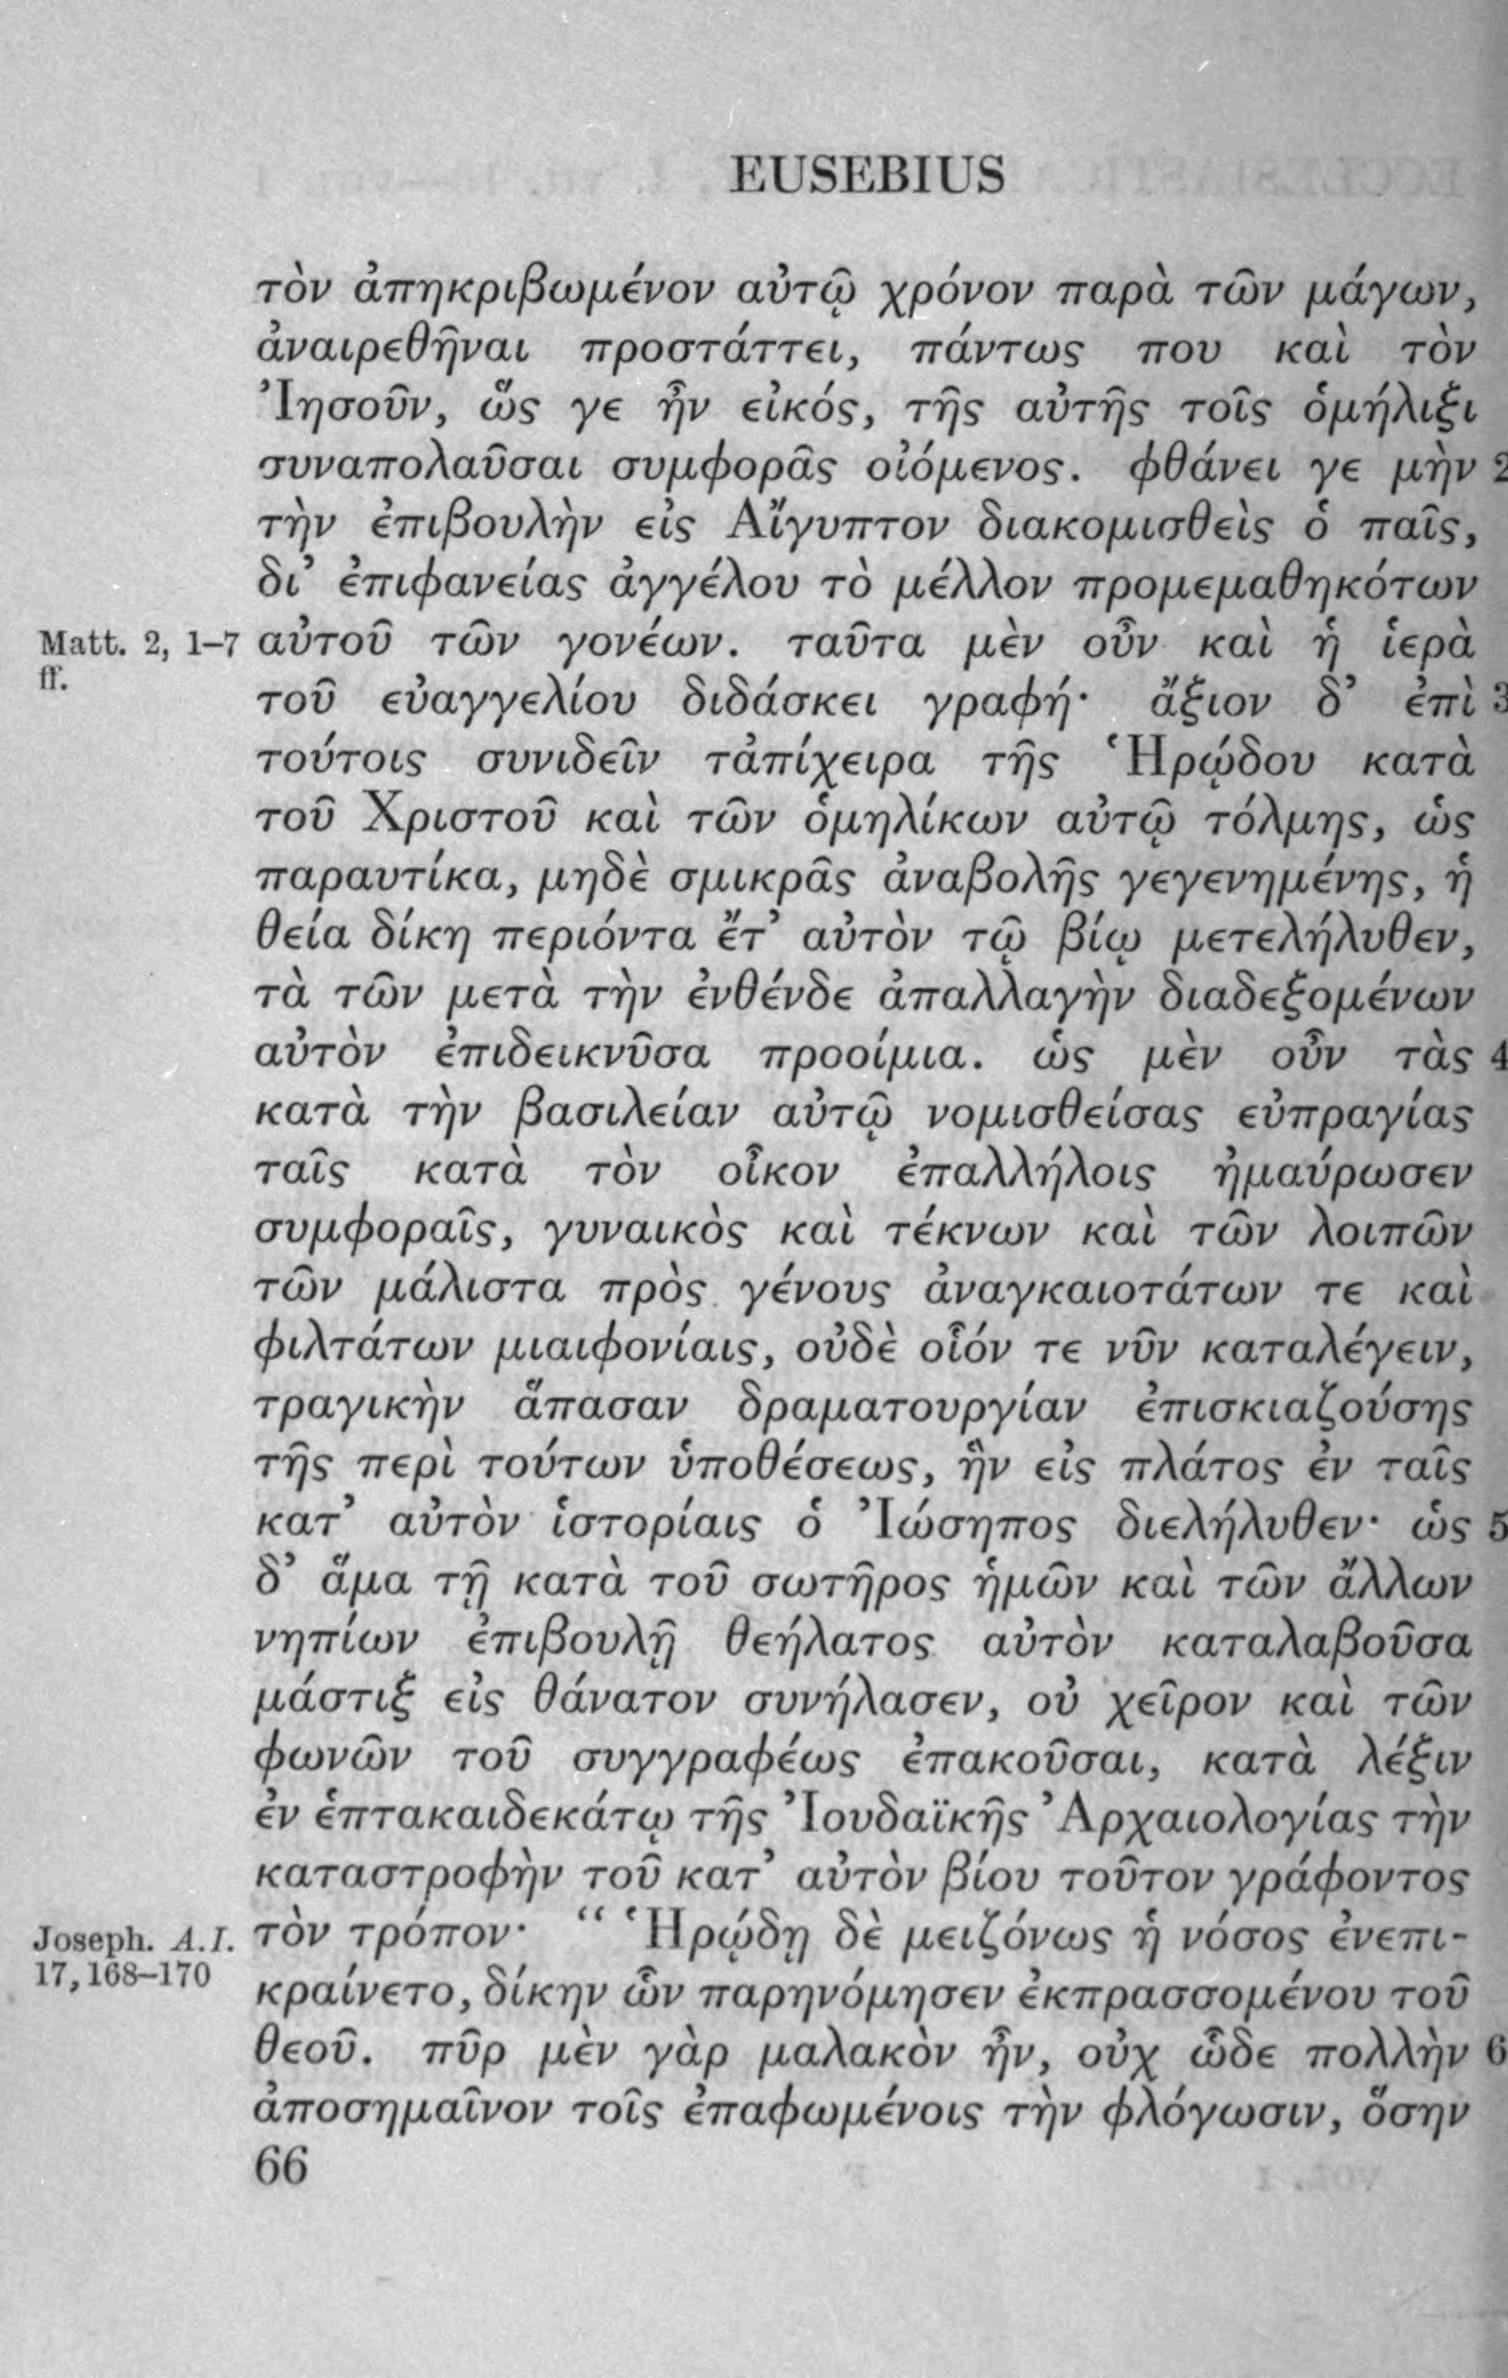 EUSEBIUS
τὸν ἀπηκριβωμένον αὐτῷ χρόνον παρὰ τῶν μάγων,
ἀναιρεθῆναι προστάττει, πάντως που καὶ τὸν
Ἰησοῦν, ὥς γε ἦν εἰκός, τῆς αὐτῆς τοῖς ὁμήλιξι
συναπολαῦσαι συμφορᾶς οἰόμενος. φθάνει γε μὴν 2
τὴν ἐπιβουλὴν εἰς Αἴγυπτον διακομισθεὶς ὁ παῖς,
δι’ ἐπιφανείας ἀγγέλου τὸ μέλλον προμεμαθηκότων
Matt. 2, 1–7 αὐτοῦ τῶν γονέων. ταῦτα μὲν οὖν καὶ ἡ ἱερὰ
ff. τοῦ εὐαγγελίου διδάσκει γραφή· ἄξιον δ’ ἐπὶ 3
τούτοις συνιδεῖν τἀπίχειρα τῆς Ἡρῴδου κατὰ
τοῦ Χριστοῦ καὶ τῶν ὁμηλίκων αὐτῷ τόλμης, ὡς
παραυτίκα, μηδὲ σμικρᾶς ἀναβολῆς γεγενημένης, ἡ
θεία δίκη περιόντα ἔτ’ αὐτὸν τῷ βίῳ μετελήλυθεν,
τὰ τῶν μετὰ τὴν ἐνθένδε ἀπαλλαγὴν διαδεξομένων
αὐτὸν ἐπιδεικνῦσα προοίμια. ὡς μὲν οὖν τὰς 4
κατὰ τὴν βασιλείαν αὐτῷ νομισθείσας εὐπραγίας
ταῖς κατὰ τὸν οἶκον ἐπαλλήλοις ἠμαύρωσεν
συμφοραῖς, γυναικὸς καὶ τέκνων καὶ τῶν λοιπῶν
τῶν μάλιστα πρὸς γένους ἀναγκαιοτάτων τε καὶ
φιλτάτων μιαιφονίαις, οὐδὲ οἷόν τε νῦν καταλέγειν,
τραγικὴν ἅπασαν δραματουργίαν ἐπισκιαζούσης
τῆς περὶ τούτων ὑποθέσεως, ἣν εἰς πλάτος ἐν ταῖς
κατ’ αὐτὸν ἱστορίαις ὁ Ἰώσηπος διελήλυθεν· ὡς 5
δ’ ἅμα τῇ κατὰ τοῦ σωτῆρος ἡμῶν καὶ τῶν ἄλλων
νηπίων ἐπιβουλῇ θεήλατος αὐτὸν καταλαβοῦσα
μάστιξ εἰς θάνατον συνήλασεν, οὐ χεῖρον καὶ τῶν
φωνῶν τοῦ συγγραφέως ἐπακοῦσαι, κατὰ λέξιν
ἐν ἑπτακαιδεκάτῳ τῆς Ἰουδαϊκῆς Ἀρχαιολογίας τὴν
καταστροφὴν τοῦ κατ’ αὐτὸν βίου τοῦτον γράφοντος
Joseph. A.I. τὸν τρόπον· “ Ἡρῴδῃ δὲ μειζόνως ἡ νόσος ἐνεπι-
17, 168–170 κραίνετο, δίκην ὧν παρηνόμησεν ἐκπρασσομένου τοῦ
θεοῦ. πῦρ μὲν γὰρ μαλακὸν ἦν, οὐχ ὧδε πολλὴν 6
ἀποσημαῖνον τοῖς ἐπαφωμένοις τὴν φλόγωσιν, ὅσην
66